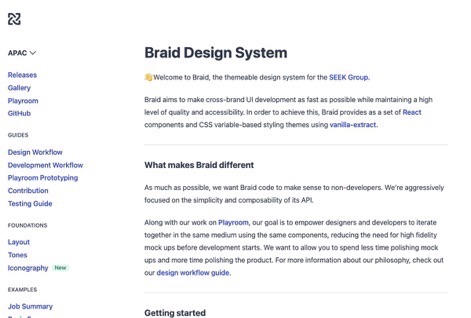 APAC
Releases
Gallery
Playroom
GitHub
GUIDES
Design Workflow
Development Workflow
Playroom Prototyping
Contribution
Testing Guide
FOUNDATIONS
Layout
Tones
Iconography New
EXAMPLES
Job Summary
Braid Design System
👋Welcome to Braid, the themeable design system for the SEEK Group.
Braid aims to make cross-brand UI development as fast as possible while maintaining a high
level of quality and accessibility. In order to achieve this, Braid provides as a set of React
components and CSS variable-based styling themes using vanilla-extract.
What makes Braid different
As much as possible, we want Braid code to make sense to non-developers. We're aggressively
focused on the simplicity and composability of its API.
Along with our work on Playroom, our goal is to empower designers and developers to iterate
together in the same medium using the same components, reducing the need for high fidelity
mock ups before development starts. We want to allow you to spend less time polishing mock
ups and more time polishing the product. For more information about our philosophy, check out
our design workflow guide.
Getting started